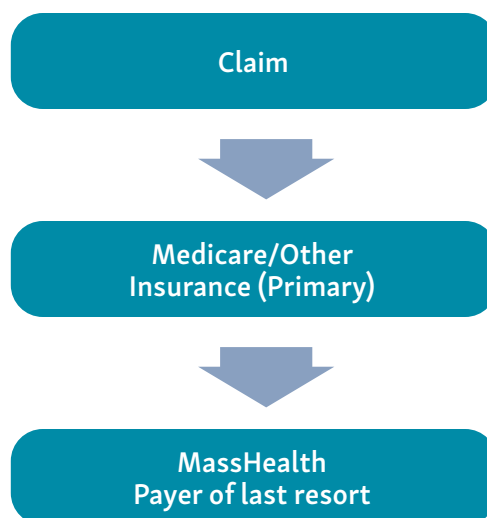 Claim
Medicare/Other
Insurance (Primary)
MassHealth
Payer of last resort